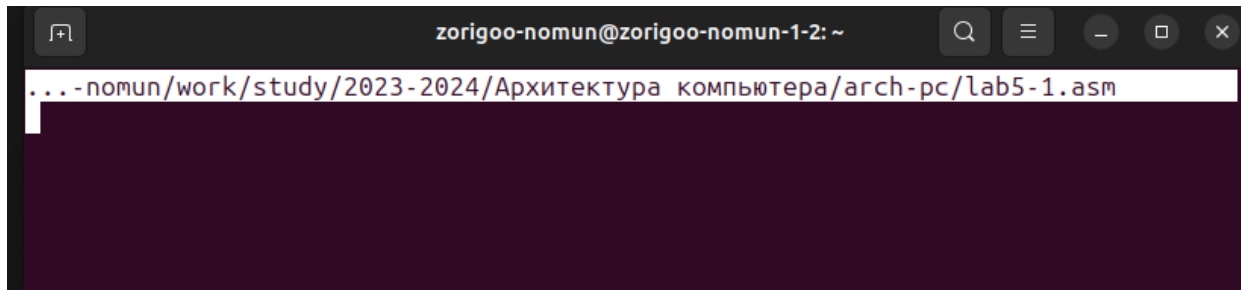 zorigoo-nomun@zorigoo-nomun-1-2: ~
...-nomun/work/study/2023-2024/Архитектура компьютера/arch-pc/lab5-1.asm